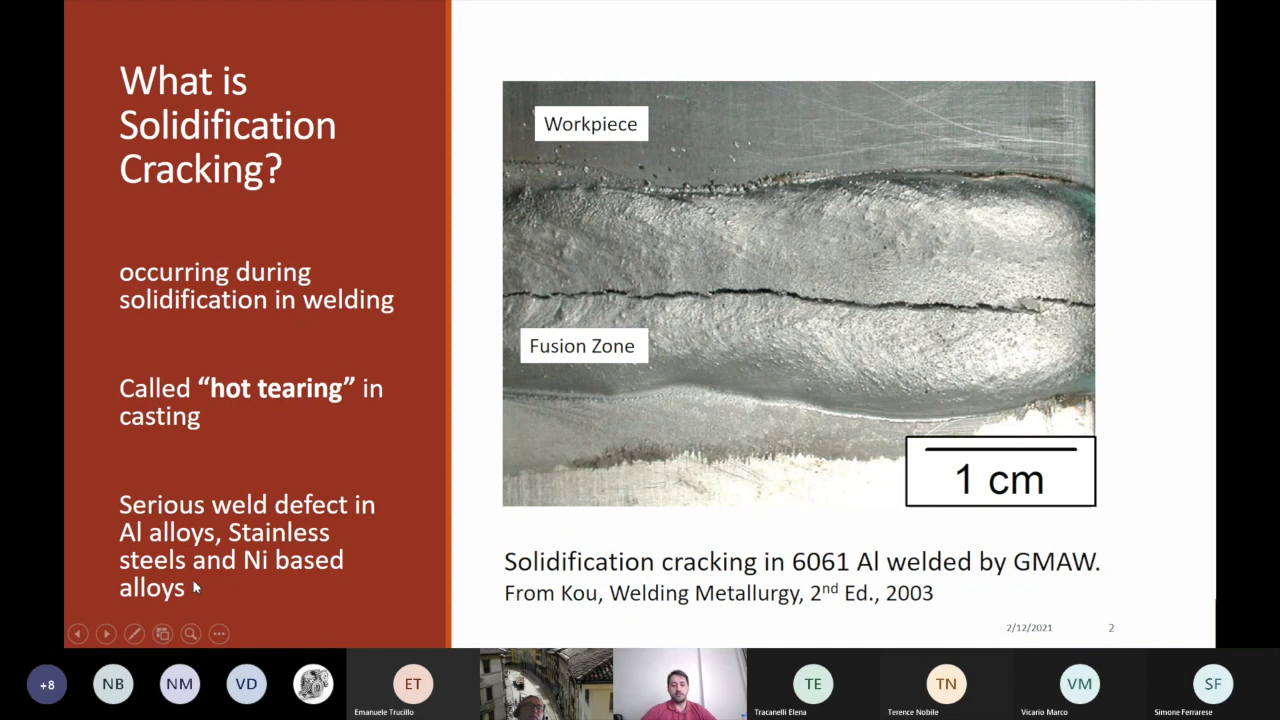 What is
Solidification
Cracking?
occurring during
solidification in welding
Called “hot tearing” in
casting
Serious weld defect in
Al alloys, Stainless
steels and Ni based
alloys
Workpiece
Fusion Zone
1 cm
Solidification cracking in 6061 Al welded by GMAW.
From Kou, Welding Metallurgy, 2nd Ed., 2003
2/12/2021 2
+8 NB NM VD ET TE TN VM SF
Emanuele Trucillo Tracanelli Elena Terence Nobile Vicario Marco Simone Ferrarese